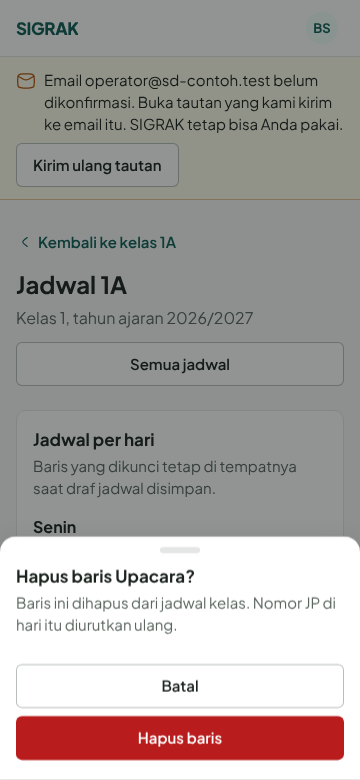 SIGRAK
BS
Email operator@sd-contoh.test belum
dikonfirmasi. Buka tautan yang kami kirim
ke email itu. SIGRAK tetap bisa Anda pakai.
Kirim ulang tautan
Kembali ke kelas 1A
Jadwal 1A
Kelas 1, tahun ajaran 2026/2027
Semua jadwal
Jadwal per hari
Baris yang dikunci tetap di tempatnya
saat draf jadwal disimpan.
Senin
Hapus baris Upacara?
Baris ini dihapus dari jadwal kelas. Nomor JP di
hari itu diurutkan ulang.
Batal
Hapus baris